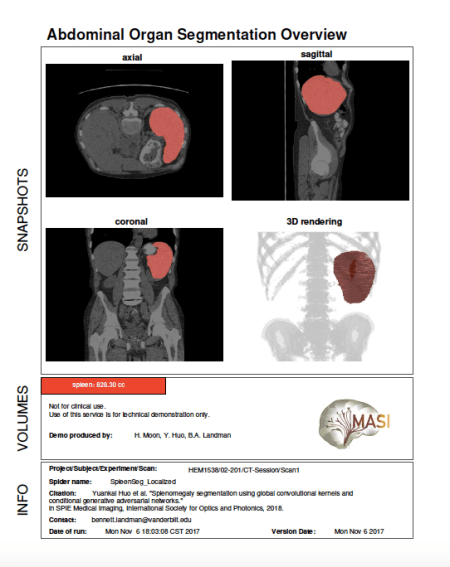 Abdominal Organ Segmentation Overview
axial
sagittal
SNAPSHOTS
coronal
3D rendering
VOLUMES
spleen: 828.30 cc
Not for clinical use.
Use of this service is for technical demonstration only.
Demo produced by: H. Moon, Y. Huo, B.A. Landman
MASI
INFO
Project/Subject/Experiment/Scan: HEM1538/02-201/CT-Session/Scan1
Spider name: SpleenSeg_Localized
Citation: Yuankai Huo et al. "Splenomegaly segmentation using global convolutional kernels and
conditional generative adversarial networks."
In SPIE Medical Imaging, International Society for Optics and Photonics, 2018.
Contact: bennett.landman@vanderbilt.edu
Date of run: Mon Nov 6 18:03:08 CST 2017 Version Date: Mon Nov 6 2017